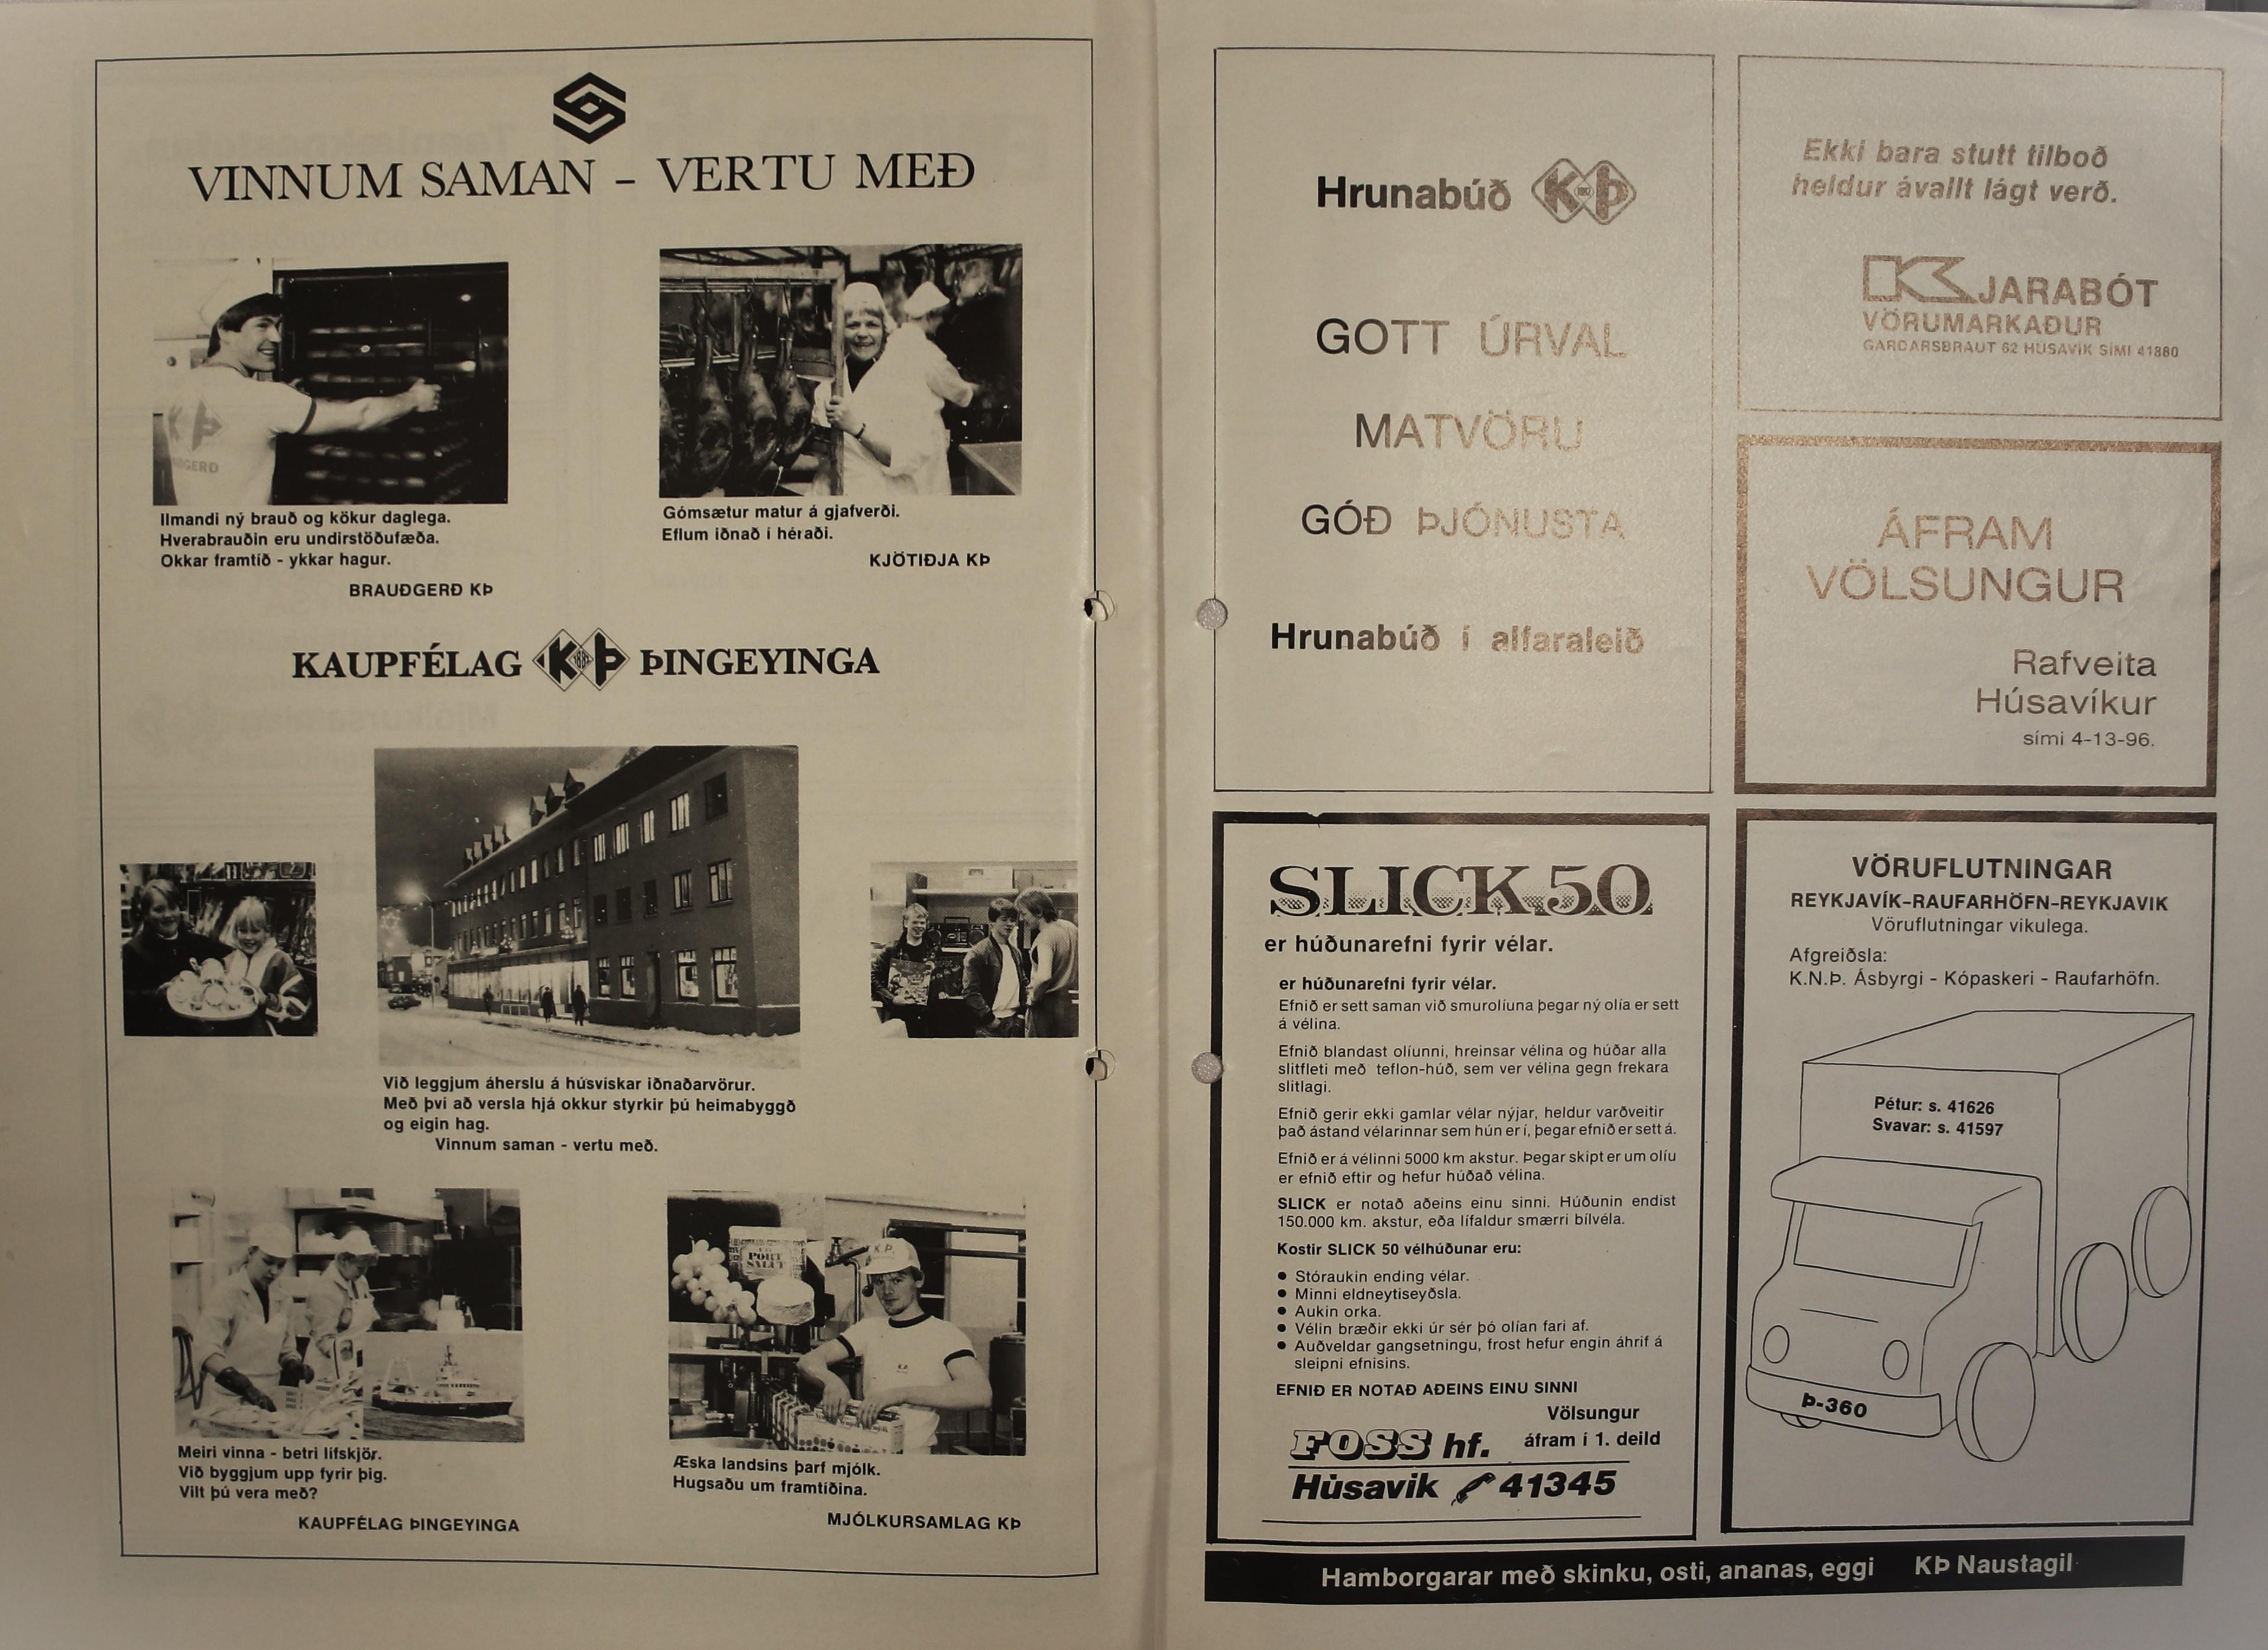 VINNUM SAMAN – VERTU MEÐ
Ilmandi ný brauð og kökur daglega.
Hverabrauðin eru undirstöðufæða.
Okkar framtíð - ykkar hagur.
BRAUÐGERÐ KÞ
Gómsætur matur á gjafverði.
Eflum iðnað í héraði.
KJÖTIÐJA KÞ
KAUPFÉLAG KÞ ÞINGEYINGA
Við leggjum áherslu á húsvískar iðnaðarvörur.
Með því að versla hjá okkur styrkir þú heimabyggð
og eigin hag.
Vinnum saman - vertu með.
PORT
SALUT
KÞ
Meiri vinna - betri lífskjör.
Við byggjum upp fyrir þig.
Vilt þú vera með?
KAUPFÉLAG ÞINGEYINGA
Æska landsins þarf mjólk.
Hugsaðu um framtíðina.
MJÓLKURSAMLAG KÞ
Hrunabúð KÞ
GOTT ÚRVAL
MATVÖRU
GÓÐ ÞJÓNUSTA
Hrunabúð í alfaraleið
Ekki bara stutt tilboð
heldur ávallt lágt verð.
KJARABÓT
VÖRUMARKAÐUR
GARÐARSBRAUT 62 HÚSAVÍK SÍMI 41880
ÁFRAM
VÖLSUNGUR
Rafveita
Húsavíkur
sími 4-13-96.
SLICK 50
er húðunarefni fyrir vélar.
er húðunarefni fyrir vélar.
Efnið er sett saman við smurolíuna þegar ný olía er sett
á vélina.
Efnið blandast olíunni, hreinsar vélina og húðar alla
slitfleti með teflon-húð, sem ver vélina gegn frekara
slitlagi.
Efnið gerir ekki gamlar vélar nýjar, heldur varðveitir
það ástand vélarinnar sem hún er í, þegar efnið er sett á.
Efnið er á vélinni 5000 km akstur. Þegar skipt er um olíu
er efnið eftir og hefur húðað vélina.
SLICK er notað aðeins einu sinni. Húðunin endist
150.000 km. akstur, eða lífaldur smærri bílvéla.
Kostir SLICK 50 vélhúðunar eru:
• Stóraukin ending vélar.
• Minni eldneytiseyðsla.
• Aukin orka.
• Vélin bræðir ekki úr sér þó olían fari af.
• Auðveldar gangsetningu, frost hefur engin áhrif á
sleipni efnisins.
EFNIÐ ER NOTAÐ AÐEINS EINU SINNI
Völsungur
áfram í 1. deild
FOSS hf.
Húsavik 41345
VÖRUFLUTNINGAR
REYKJAVÍK-RAUFARHÖFN-REYKJAVIK
Vöruflutningar vikulega.
Afgreiðsla:
K.N.Þ. Ásbyrgi - Kópaskeri - Raufarhöfn.
Pétur: s. 41626
Svavar: s. 41597
Þ-360
Hamborgarar með skinku, osti, ananas, eggi KÞ Naustagil